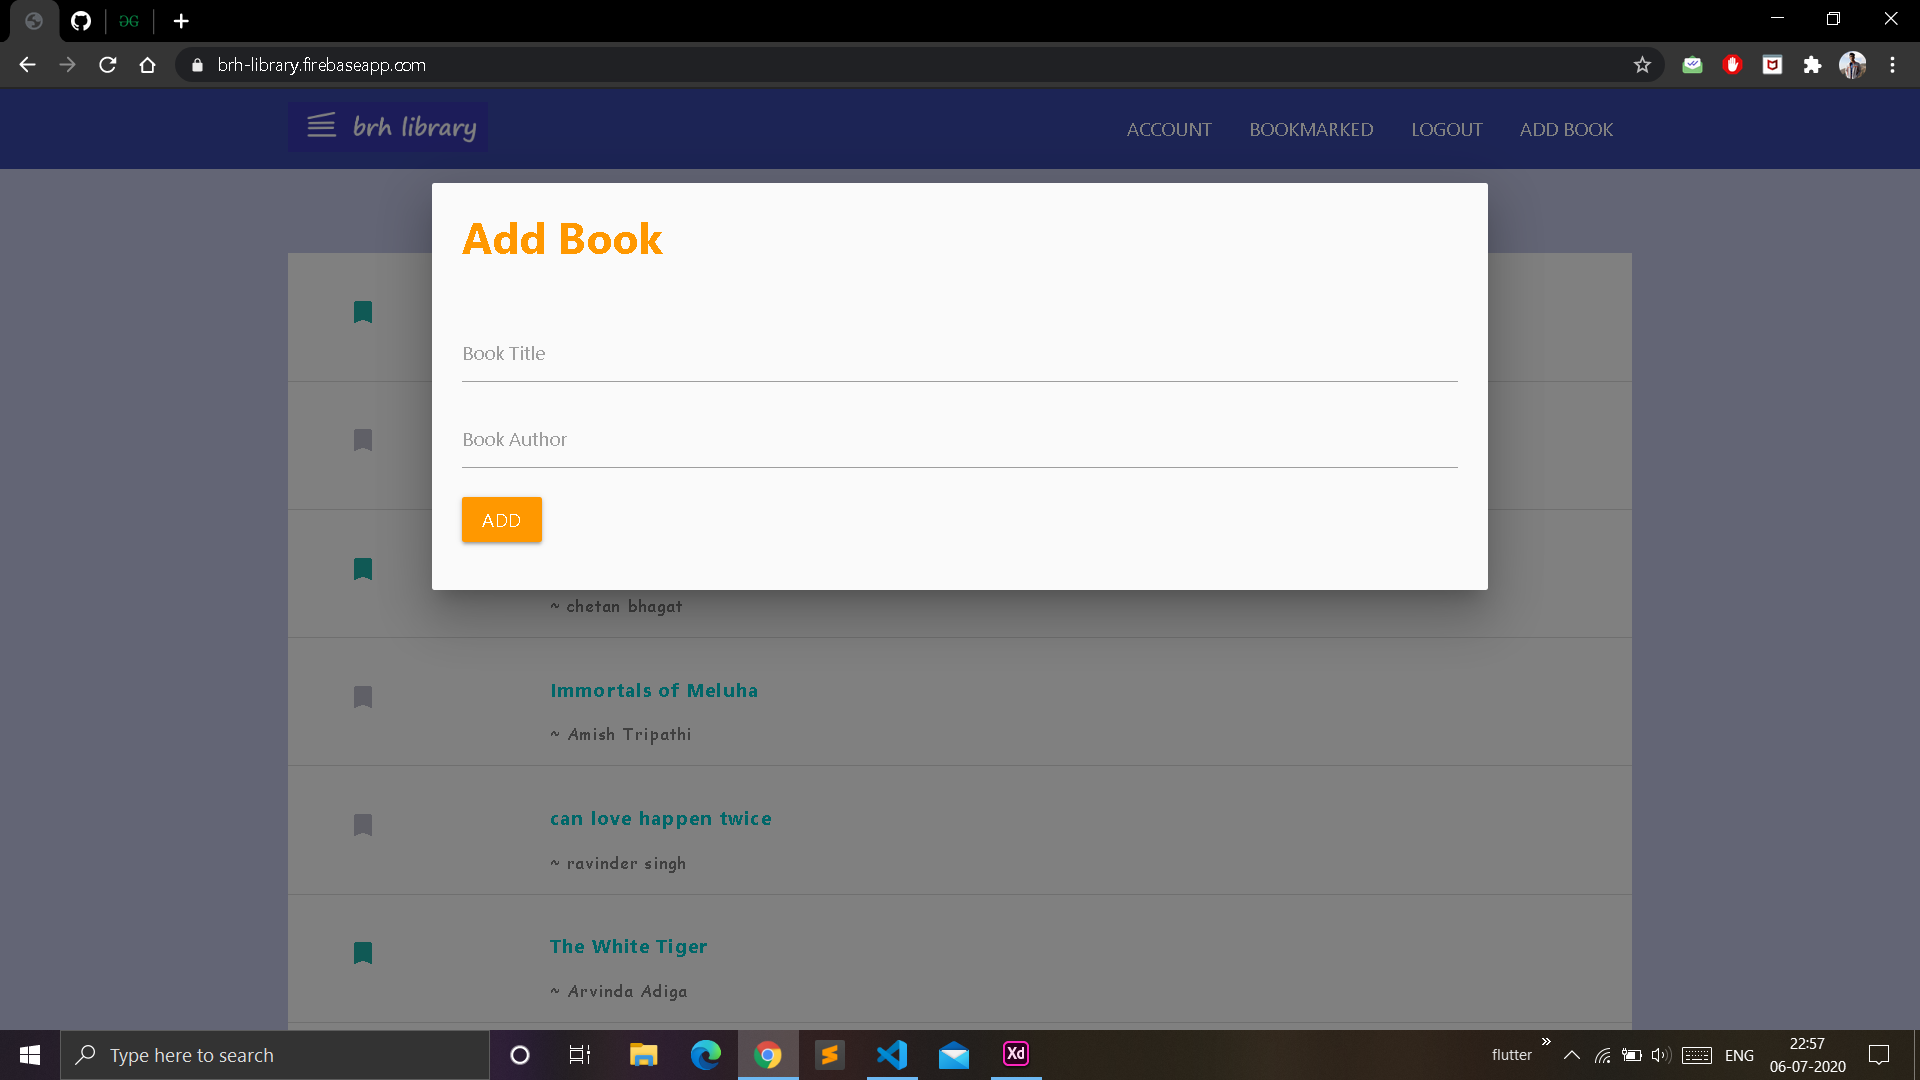 brh-library.firebaseapp.com
brh library
ACCOUNT BOOKMARKED LOGOUT ADD BOOK
Add Book
Book Title
Book Author
ADD
~ chetan bhagat
Immortals of Meluha
~ Amish Tripathi
can love happen twice
~ ravinder singh
The White Tiger
~ Arvinda Adiga
Type here to search
Xd
flutter
ENG
22:57
06-07-2020